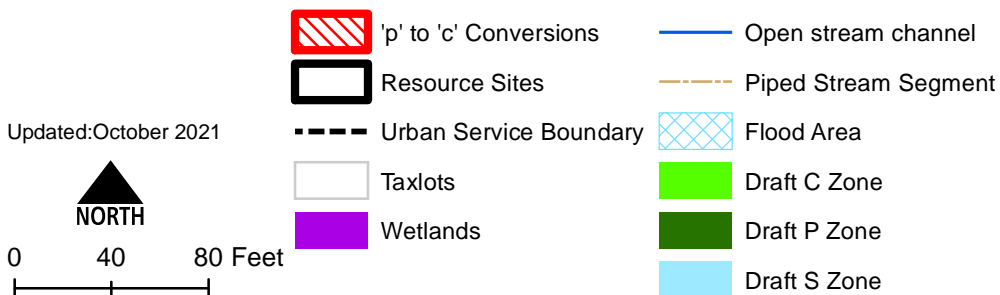 'p' to 'c' Conversions
Resource Sites
Urban Service Boundary
Taxlots
Wetlands
Open stream channel
Piped Stream Segment
Flood Area
Draft C Zone
Draft P Zone
Draft S Zone
Updated:October 2021
NORTH
0 40 80 Feet